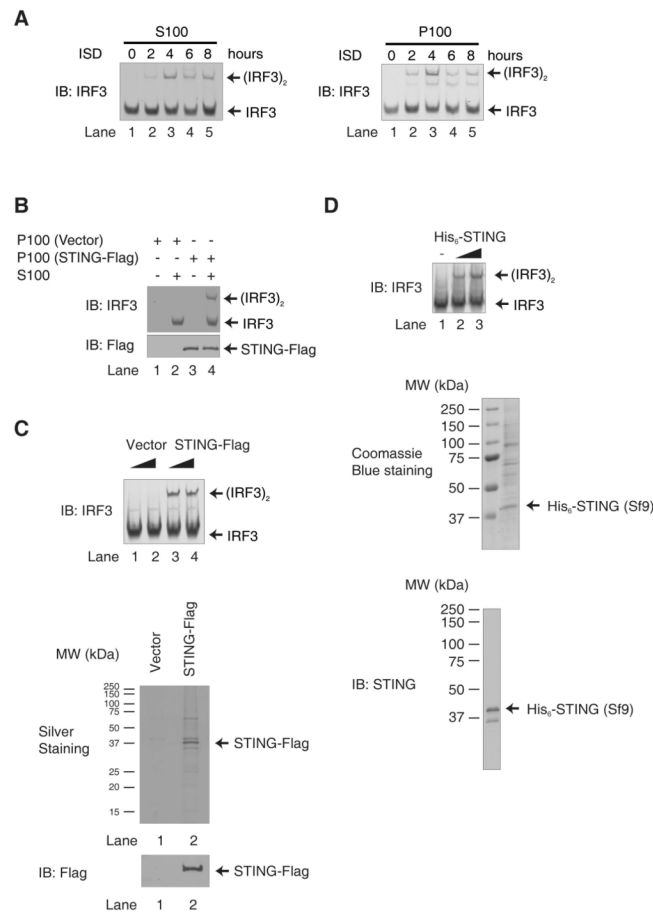 A
S100
ISD 0 2 4 6 8 hours
IB: IRF3
(IRF3)2
IRF3
Lane 1 2 3 4 5
P100
ISD 0 2 4 6 8 hours
IB: IRF3
(IRF3)2
IRF3
Lane 1 2 3 4 5
B
P100 (Vector) + + - -
P100 (STING-Flag) - - + +
S100 - + - +
IB: IRF3
(IRF3)2
IRF3
IB: Flag
STING-Flag
Lane 1 2 3 4
C
Vector STING-Flag
IB: IRF3
(IRF3)2
IRF3
Lane 1 2 3 4
MW (kDa)
Vector
STING-Flag
250
150
100
75
50
37
25
20
15
Silver
Staining
STING-Flag
Lane 1 2
IB: Flag
STING-Flag
Lane 1 2
D
His6-STING
-
IB: IRF3
(IRF3)2
IRF3
Lane 1 2 3
MW (kDa)
250
150
100
75
50
37
Coomassie
Blue staining
His6-STING (Sf9)
MW (kDa)
250
150
100
75
50
37
IB: STING
His6-STING (Sf9)